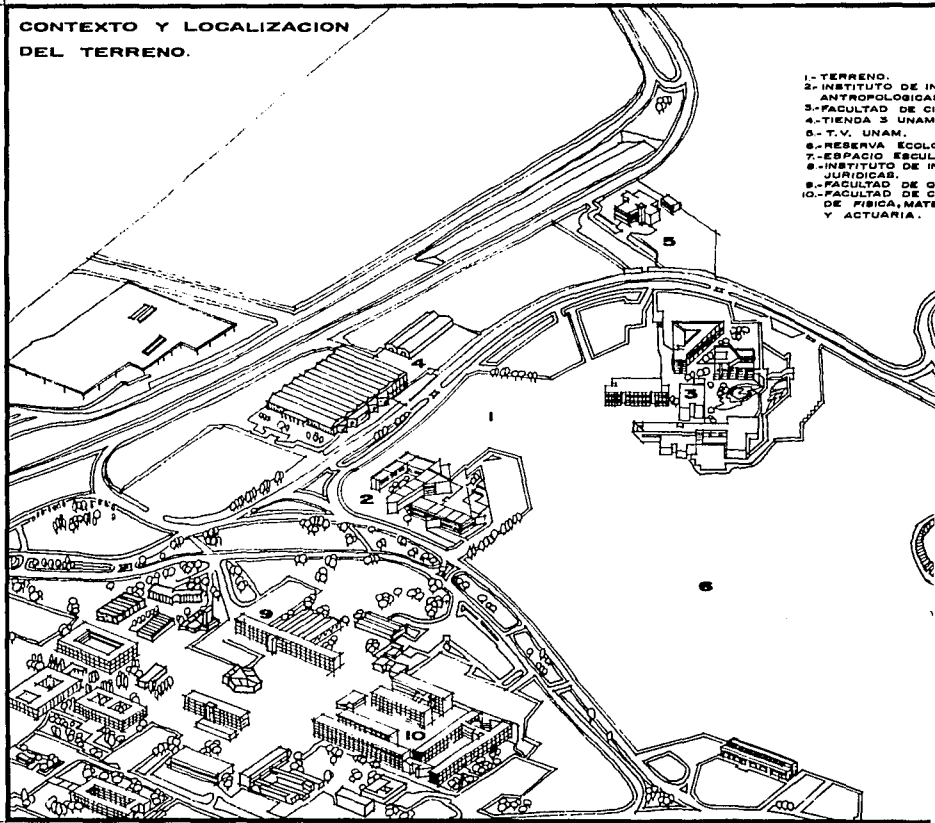 CONTEXTO Y LOCALIZACION
DEL TERRENO.
1.- TERRENO.
2.- INSTITUTO DE IN
ANTROPOLOGICAS
3.- FACULTAD DE CI
4.- TIENDA 3 UNAM
5.- T.V. UNAM.
6.- RESERVA ECOLO
7.- ESPACIO ESCUL
8.- INSTITUTO DE IN
JURIDICAS.
9.- FACULTAD DE Q
10.- FACULTAD DE C
DE FISICA, MATE
Y ACTUARIA.
5
4
3
1
2
6
9
10